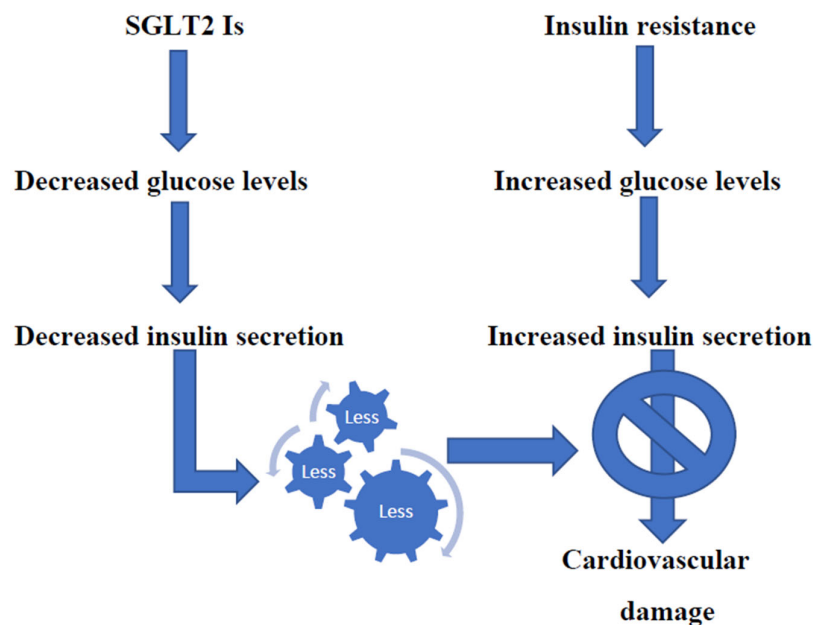 SGLT2 Is
Insulin resistance
Decreased glucose levels
Increased glucose levels
Decreased insulin secretion
Increased insulin secretion
Less
Less
Less
Cardiovascular
damage